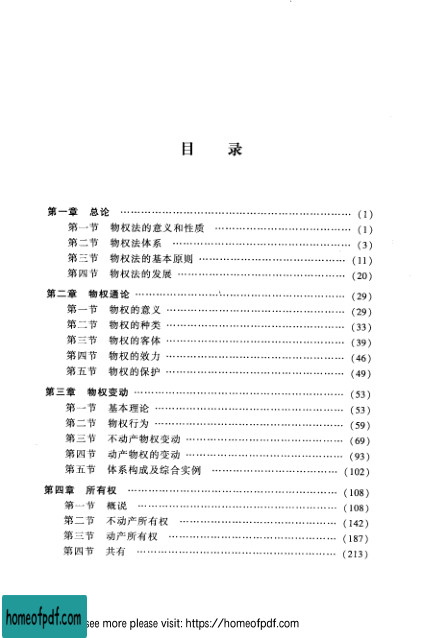 目 录
第一章 总论 …………………………………………………… (1)
第一节 物权法的意义和性质 ……………………………… (1)
第二节 物权法体系 ………………………………………… (3)
第三节 物权法的基本原则 ………………………………… (11)
第四节 物权法的发展 ……………………………………… (20)
第二章 物权通论 ……………………………………………… (29)
第一节 物权的意义 ………………………………………… (29)
第二节 物权的种类 ………………………………………… (33)
第三节 物权的客体 ………………………………………… (39)
第四节 物权的效力 ………………………………………… (46)
第五节 物权的保护 ………………………………………… (49)
第三章 物权变动 ……………………………………………… (53)
第一节 基本理论 …………………………………………… (53)
第二节 物权行为 …………………………………………… (59)
第三节 不动产物权变动 …………………………………… (69)
第四节 动产物权的变动 …………………………………… (93)
第五节 体系构成及综合实例 ……………………………… (102)
第四章 所有权 ………………………………………………… (108)
第一节 概说 ………………………………………………… (108)
第二节 不动产所有权 ……………………………………… (142)
第三节 动产所有权 ………………………………………… (187)
第四节 共有 ………………………………………………… (213)
homeofpdf.com
see more please visit: https://homeofpdf.com